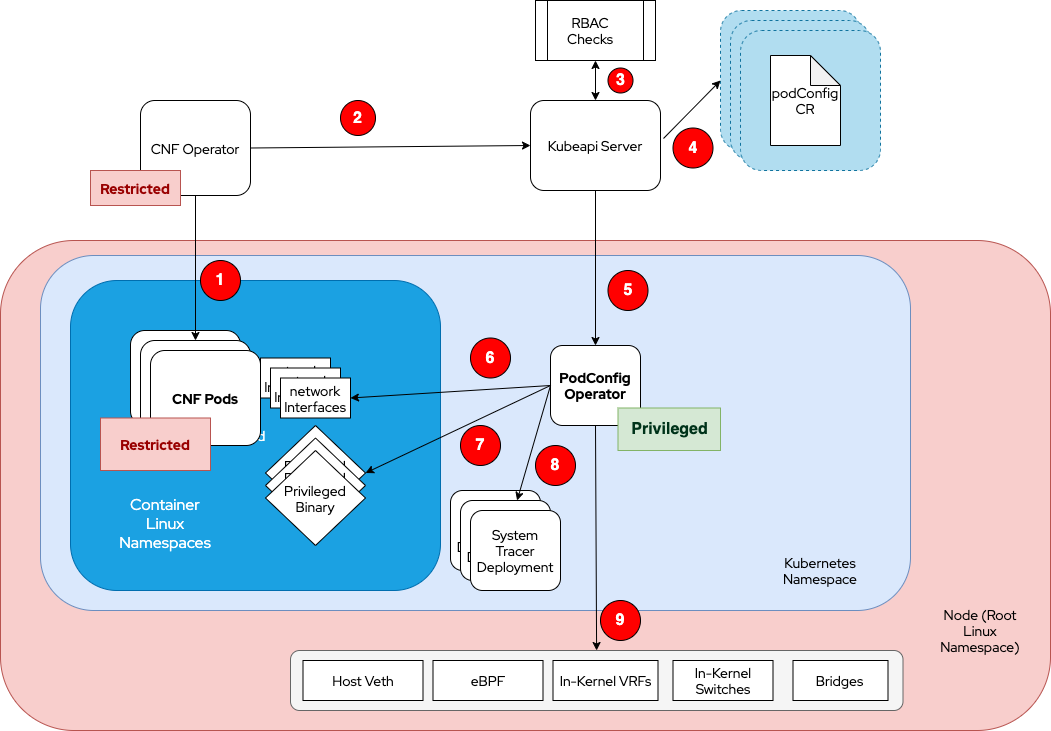 RBAC
Checks
3
podConfig
CR
2
CNF Operator
Kubeapi Server
4
Restricted
1
5
6
PodConfig
Operator
network
Interfaces
CNF Pods
Privileged
Restricted
7
8
Privileged
Binary
Container
Linux
Namespaces
System
Tracer
Deployment
Kubernetes
Namespace
9
Node (Root
Linux
Namespace)
Host Veth
eBPF
In-Kernel VRFs
In-Kernel
Switches
Bridges